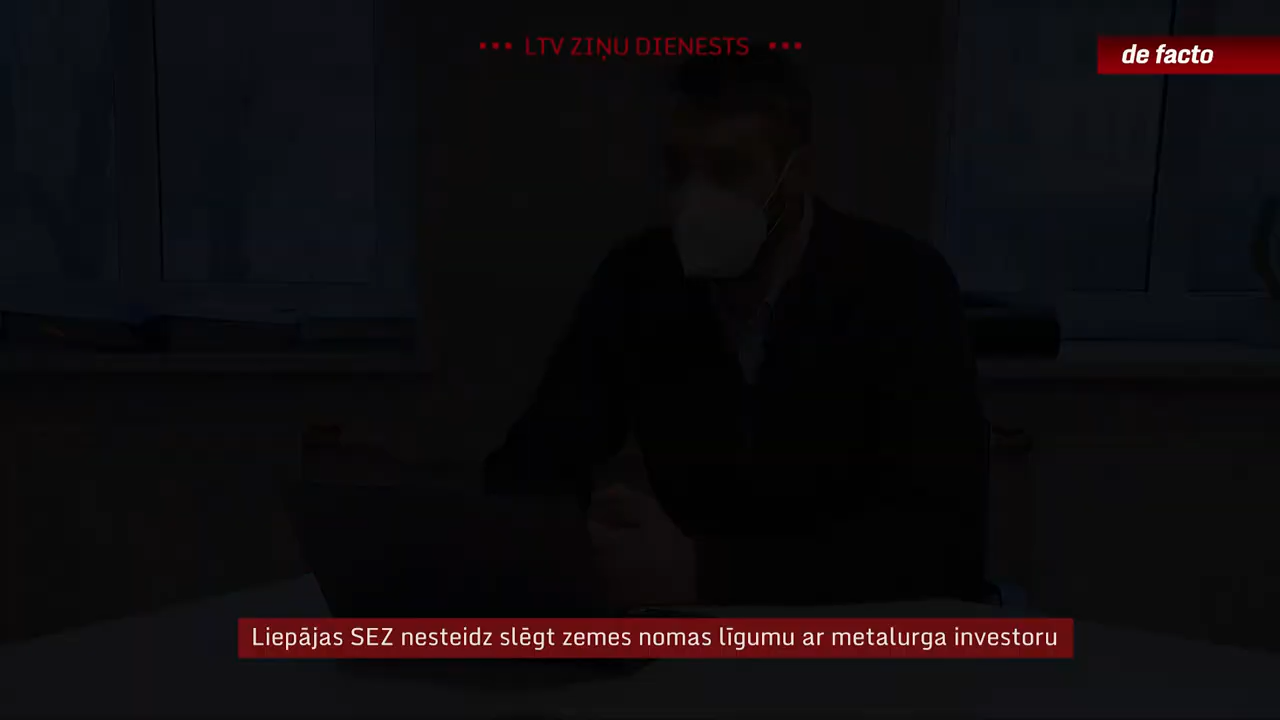 LTV ZIŅU DIENESTS
de facto
Liepājas SEZ nesteidz slēgt zemes nomas līgumu ar metalurga investoru